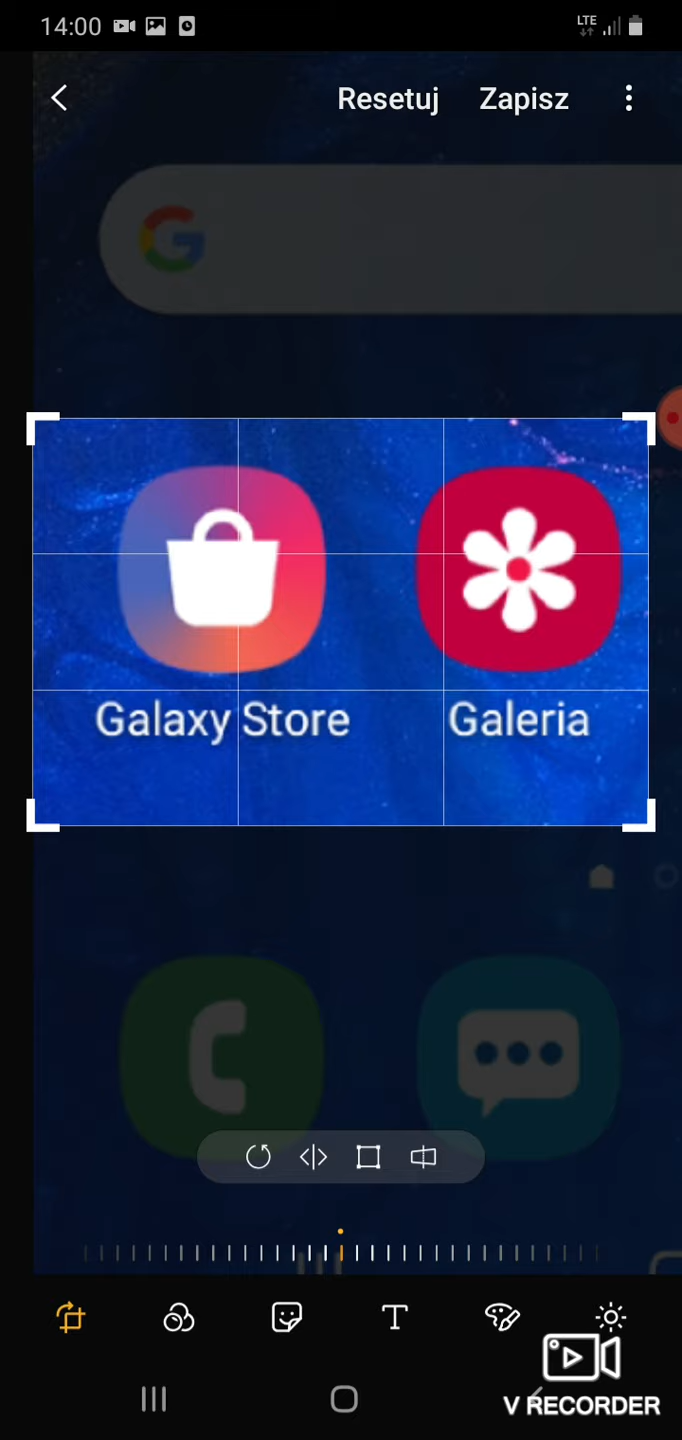 14:00
LTE
Resetuj Zapisz
G
Galaxy Store Galeria
T
V RECORDER